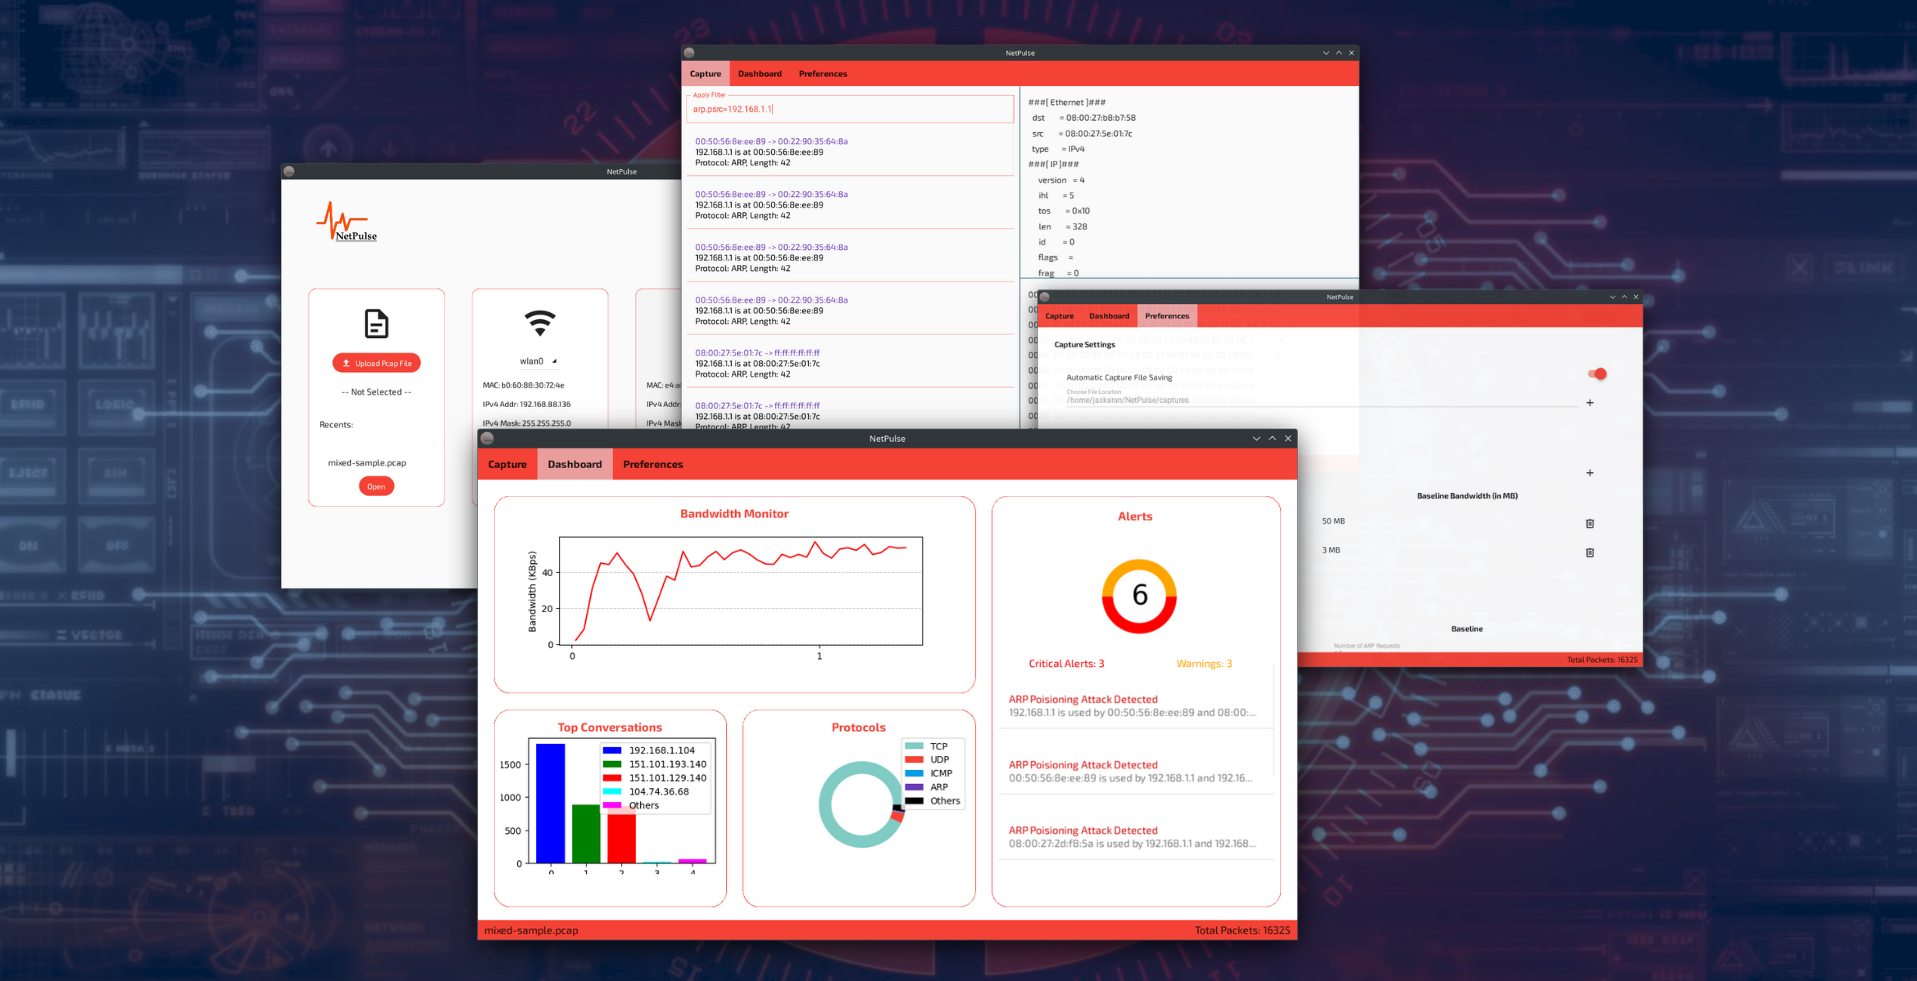 NetPulse
NetPulse
Upload Pcap File
-- Not Selected --
Recents:
mixed-sample.pcap
Open
wlan0
MAC: b0:60:88:30:72:4e
IPv4 Addr: 192.168.88.136
IPv4 Mask: 255.255.255.0
MAC: e4:a
IPv4 Addr
IPv4 Mask
NetPulse
Capture
Dashboard
Preferences
Apply Filter
arp.psrc=192.168.1.1
00:50:56:8e:ee:89 -> 00:22:90:35:64:8a
192.168.1.1 is at 00:50:56:8e:ee:89
Protocol: ARP, Length: 42
00:50:56:8e:ee:89 -> 00:22:90:35:64:8a
192.168.1.1 is at 00:50:56:8e:ee:89
Protocol: ARP, Length: 42
00:50:56:8e:ee:89 -> 00:22:90:35:64:8a
192.168.1.1 is at 00:50:56:8e:ee:89
Protocol: ARP, Length: 42
00:50:56:8e:ee:89 -> 00:22:90:35:64:8a
192.168.1.1 is at 00:50:56:8e:ee:89
Protocol: ARP, Length: 42
08:00:27:5e:01:7c -> ff:ff:ff:ff:ff:ff
192.168.1.1 is at 08:00:27:5e:01:7c
Protocol: ARP, Length: 42
08:00:27:5e:01:7c -> ff:ff:ff:ff:ff:ff
192.168.1.1 is at 08:00:27:5e:01:7c
Protocol: ARP, Length: 42
###[ Ethernet ]###
dst = 08:00:27:b8:b7:58
src = 08:00:27:5e:01:7c
type = IPv4
###[ IP ]###
version = 4
ihl = 5
tos = 0x10
len = 328
id = 0
flags =
frag = 0
NetPulse
Capture
Dashboard
Preferences
Capture Settings
Automatic Capture File Saving
Choose File Location
/home/jaskaran/NetPulse/captures
+
+
Baseline Bandwidth (in MB)
50 MB
3 MB
Baseline
Number of ARP Requests
Total Packets: 16325
NetPulse
Capture
Dashboard
Preferences
Bandwidth Monitor
Bandwidth (KBps)
40
20
0
0
1
Top Conversations
1500
1000
500
0
0
1
2
3
4
192.168.1.104
151.101.193.140
151.101.129.140
104.74.36.68
Others
Protocols
TCP
UDP
ICMP
ARP
Others
Alerts
6
Critical Alerts: 3
Warnings: 3
ARP Poisioning Attack Detected
192.168.1.1 is used by 00:50:56:8e:ee:89 and 08:00:...
ARP Poisioning Attack Detected
00:50:56:8e:ee:89 is used by 192.168.1.1 and 192.16...
ARP Poisioning Attack Detected
08:00:27:2d:f8:5a is used by 192.168.1.1 and 192.168...
mixed-sample.pcap
Total Packets: 16325